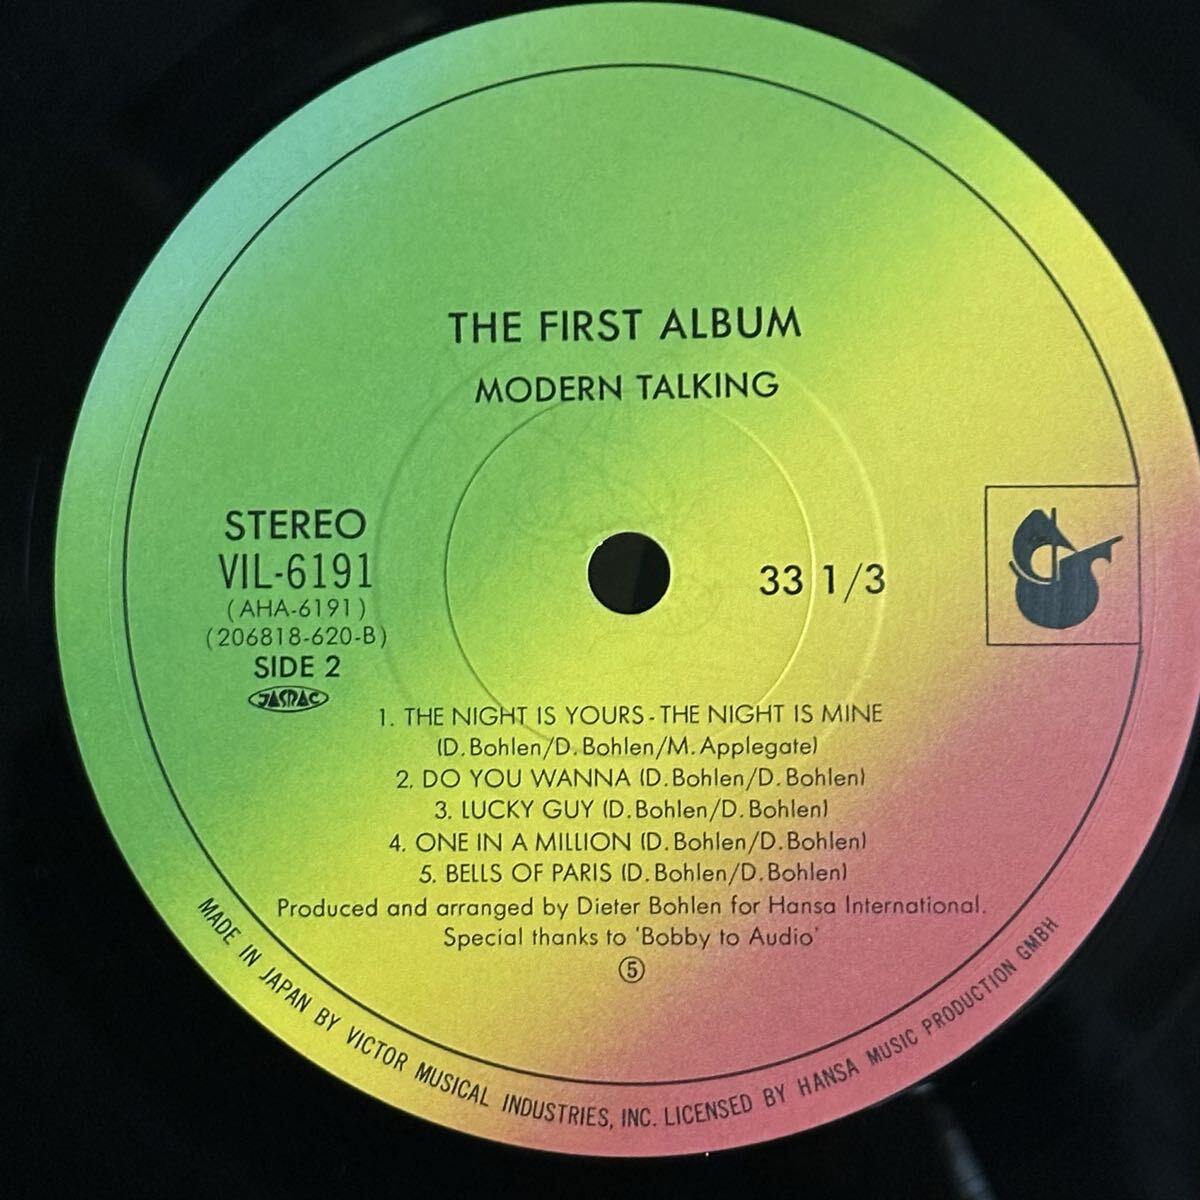 THE FIRST ALBUM
MODERN TALKING
STEREO
VIL-6191
(AHA-6191)
(206818-620-B)
SIDE 2
JASRAC
33 1/3
1. THE NIGHT IS YOURS - THE NIGHT IS MINE
(D. Bohlen/D. Bohlen/M. Applegate)
2. DO YOU WANNA (D. Bohlen/D. Bohlen)
3. LUCKY GUY (D. Bohlen/D. Bohlen)
4. ONE IN A MILLION (D. Bohlen/D. Bohlen)
5. BELLS OF PARIS (D. Bohlen/D. Bohlen)
Produced and arranged by Dieter Bohlen for Hansa International.
Special thanks to 'Bobby to Audio'
⑤
MADE IN JAPAN BY VICTOR MUSICAL INDUSTRIES, INC. LICENSED BY HANSA MUSIC PRODUCTION GMBH